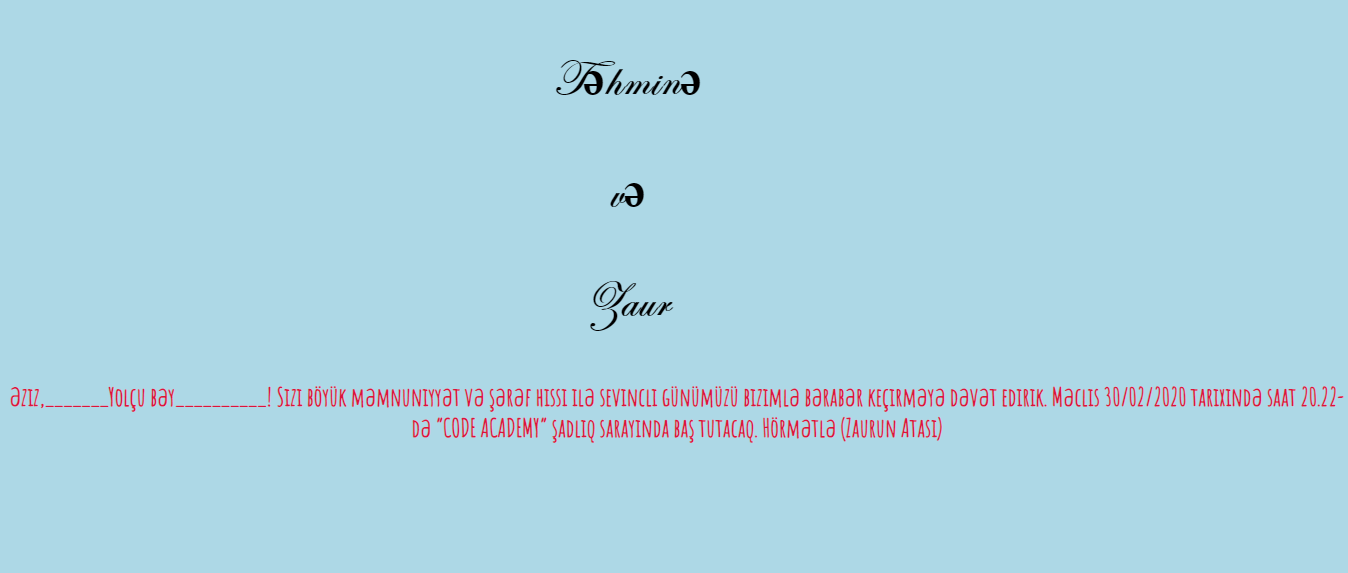 Təhminə
və
Zaur
Əziz,_______Yolçu bəy__________! Sizi böyük məmnuniyyət və şərəf hissi ilə sevincli günümüzü bizimlə bərabər keçirməyə dəvət edirik. Məclis 30/02/2020 tarixində saat 20.22-
də "CODE ACADEMY" şadlıq sarayında baş tutacaq. Hörmətlə (Zaurun Atası)